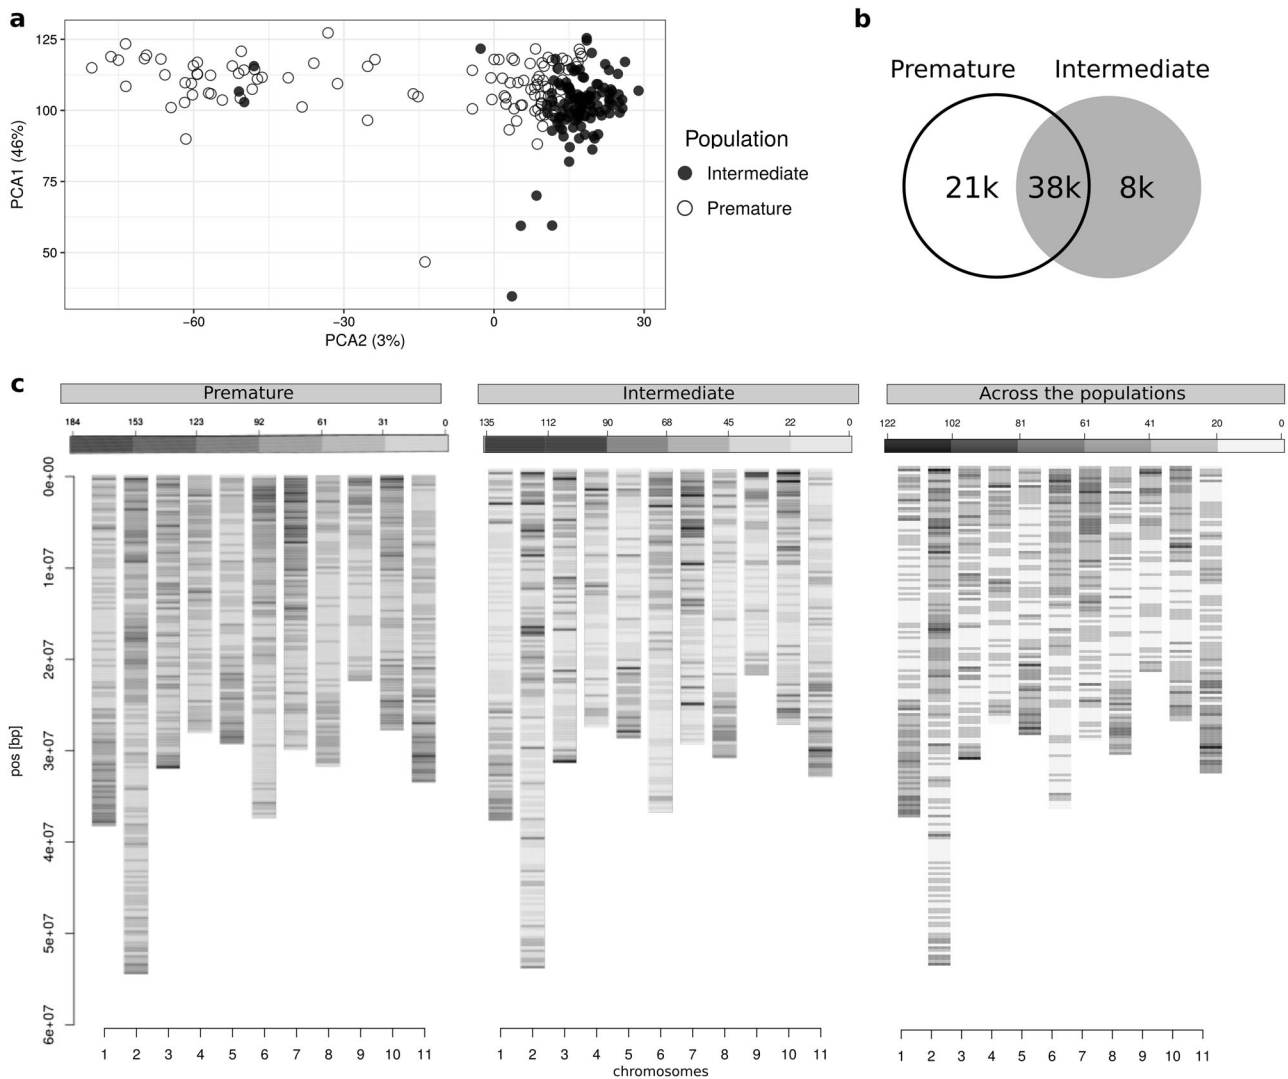 a
125
100
75
50
PCA1 (46%)
−60
−30
0
30
PCA2 (3%)
Population
Intermediate
Premature
b
Premature
Intermediate
21k
38k
8k
c
Premature
Intermediate
Across the populations
184 153 123 92 61 31 0
135 112 90 68 45 22 0
122 102 81 61 41 20 0
0e+00
1e+07
2e+07
3e+07
4e+07
5e+07
6e+07
pos [bp]
1 2 3 4 5 6 7 8 9 10 11
1 2 3 4 5 6 7 8 9 10 11
1 2 3 4 5 6 7 8 9 10 11
chromosomes